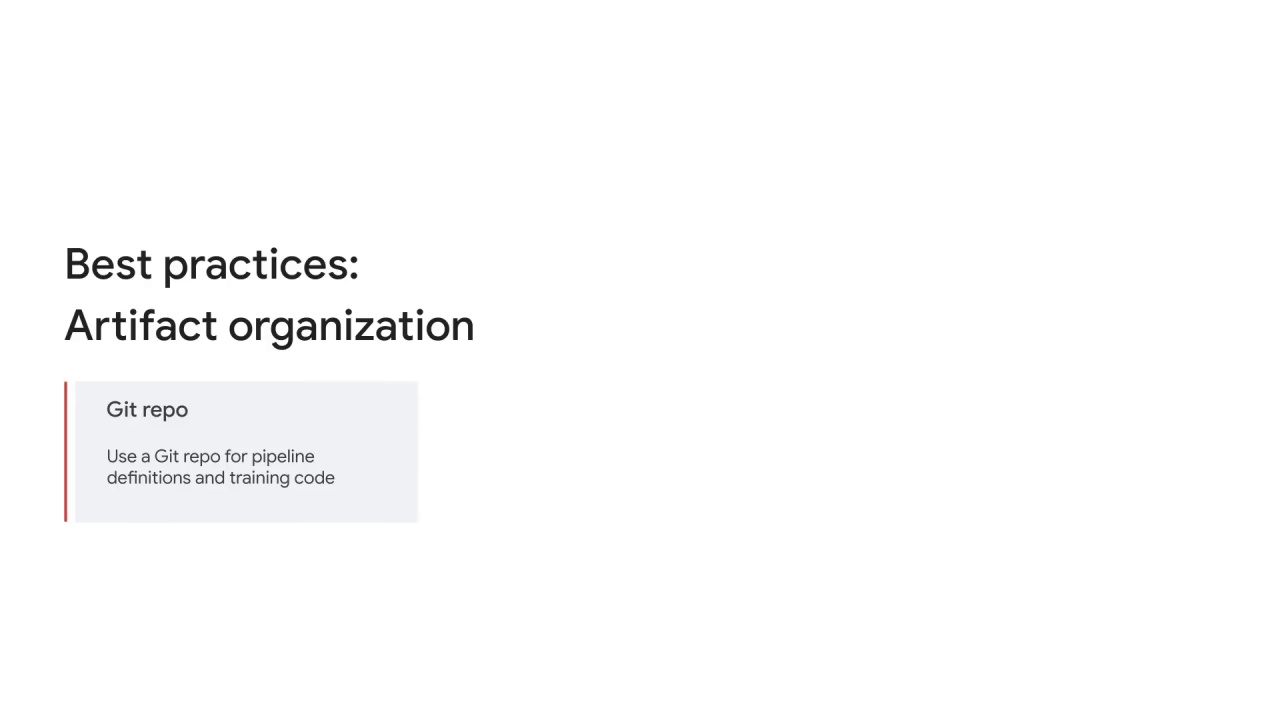 Best practices:
Artifact organization
Git repo
Use a Git repo for pipeline
definitions and training code